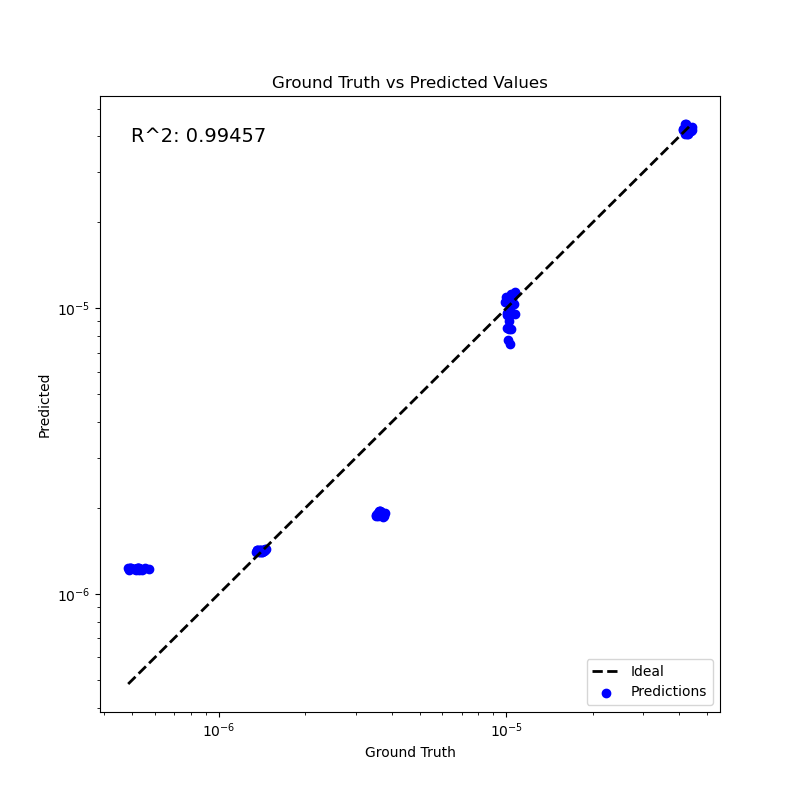 Ground Truth vs Predicted Values
R^2: 0.99457
Predicted
10⁻⁵
10⁻⁶
Ideal
Predictions
10⁻⁶ 10⁻⁵
Ground Truth